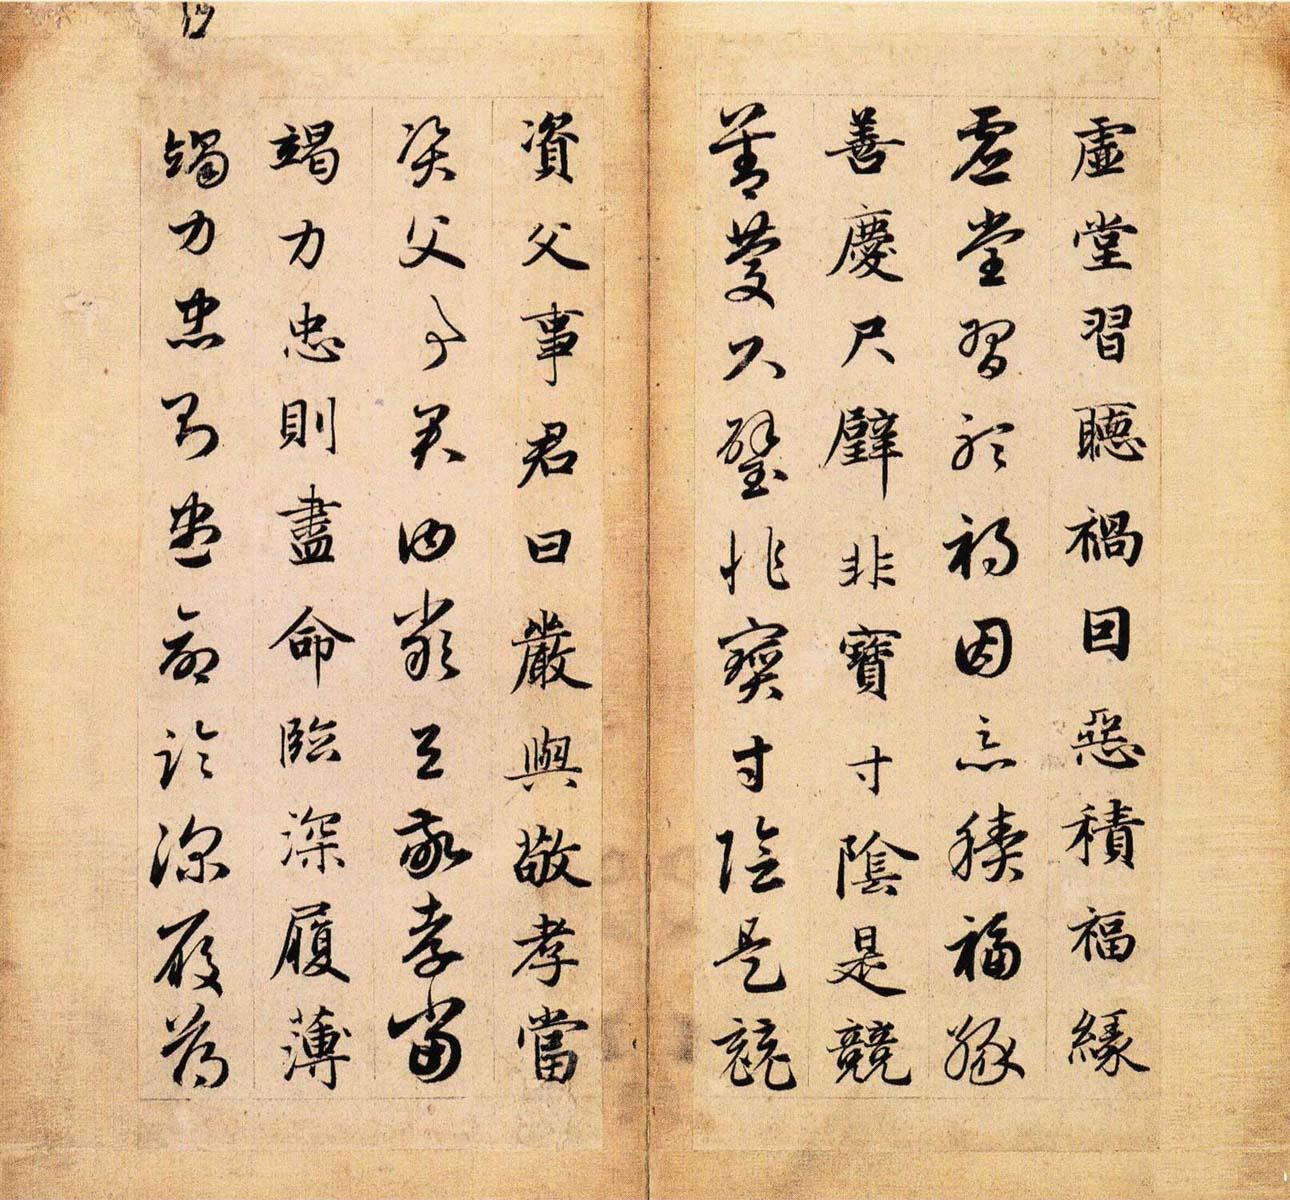 虛堂習聽禍因惡積福緣
虛堂習聽禍因惡積福緣
善慶尺璧非寶寸陰是競
善慶尺璧非寶寸陰是競
資父事君曰嚴與敬孝當
資父事君曰嚴與敬孝當
竭力忠則盡命臨深履薄
竭力忠則盡命臨深履薄